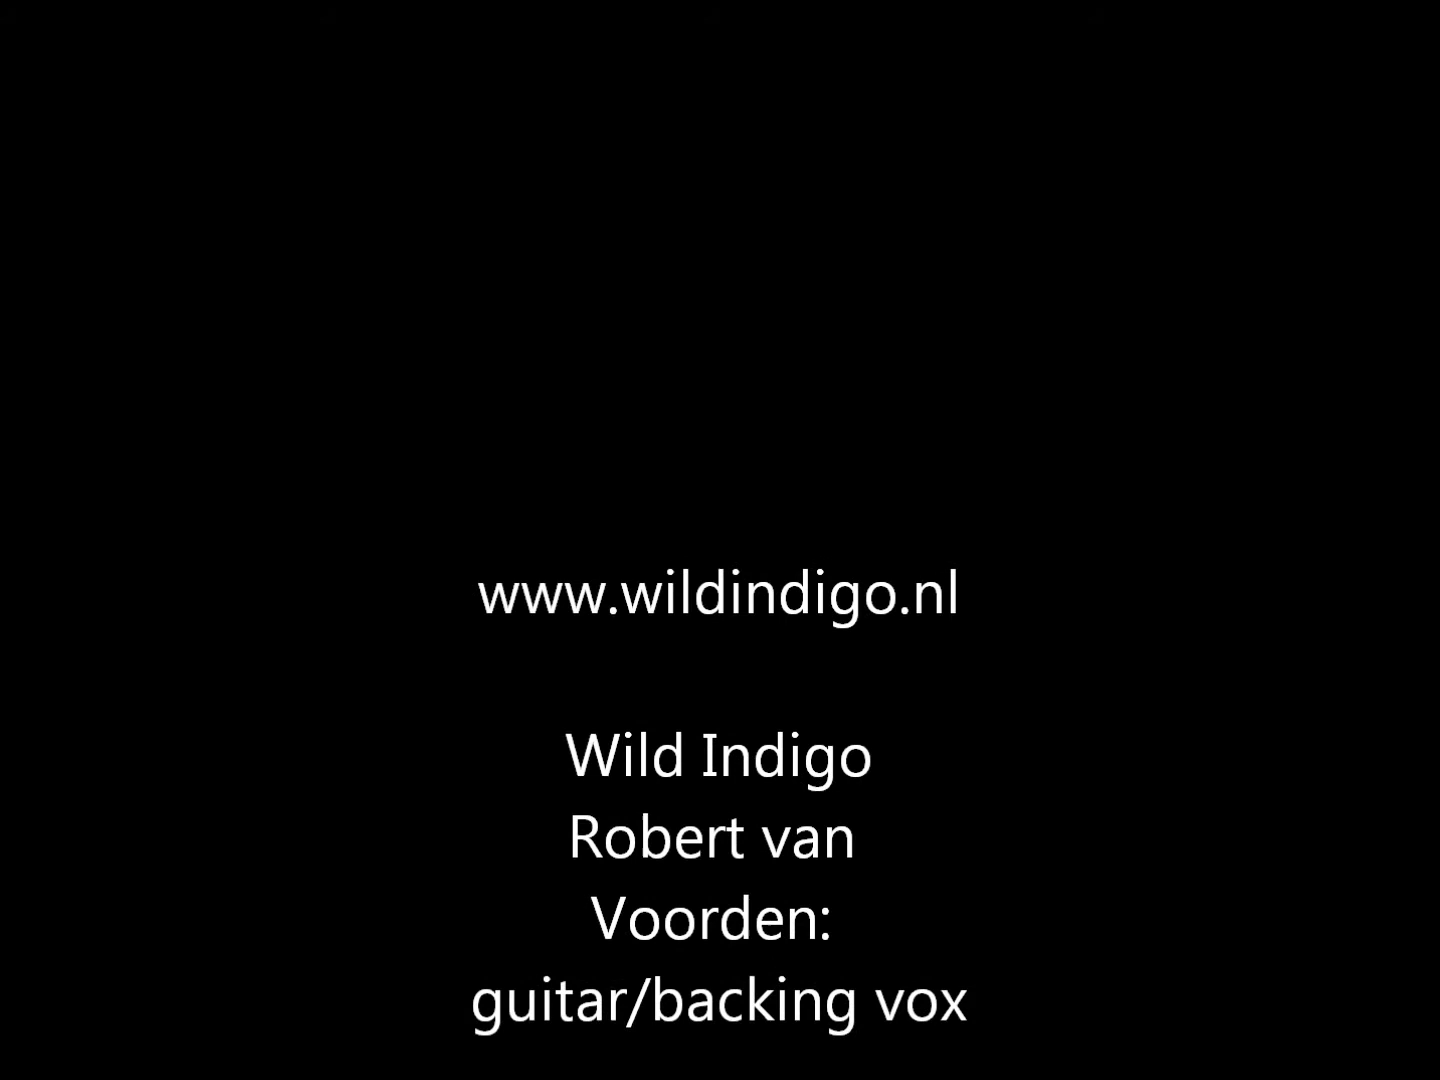 www.wildindigo.nl
Wild Indigo
Robert van
Voorden:
guitar/backing vox